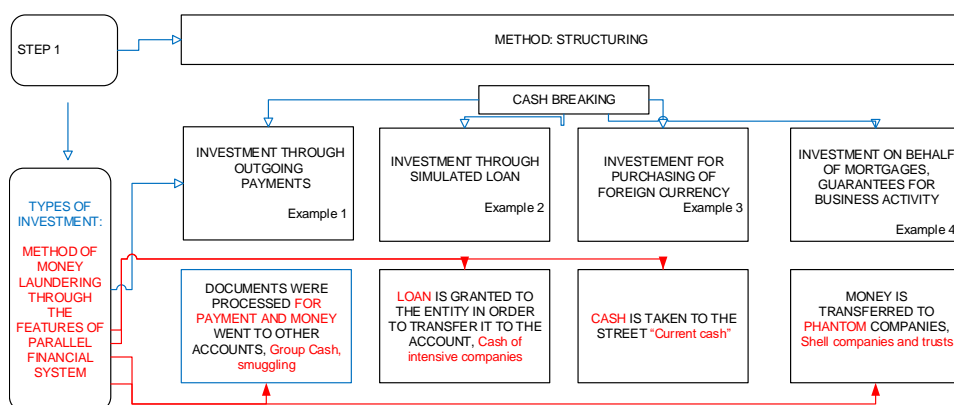 STEP 1
METHOD: STRUCTURING
CASH BREAKING
INVESTMENT THROUGH
OUTGOING
PAYMENTS
Example 1
INVESTMENT THROUGH
SIMULATED LOAN
Example 2
INVESTEMENT FOR
PURCHASING OF
FOREIGN CURRENCY
Example 3
INVESTMENT ON BEHALF
OF MORTGAGES,
GUARANTEES FOR
BUSINESS ACTIVITY
Example 4
TYPES OF
INVESTMENT:
METHOD OF
MONEY
LAUNDERING
THROUGH
THE
FEATURES OF
PARALLEL
FINANCIAL
SYSTEM
DOCUMENTS WERE
PROCESSED FOR
PAYMENT AND MONEY
WENT TO OTHER
ACCOUNTS, Group Cash,
smuggling
LOAN IS GRANTED TO
THE ENTITY IN ORDER
TO TRANSFER IT TO THE
ACCOUNT, Cash of
intensive companies
CASH IS TAKEN TO THE
STREET “Current cash”
MONEY IS
TRANSFERRED TO
PHANTOM COMPANIES,
Shell companies and trusts